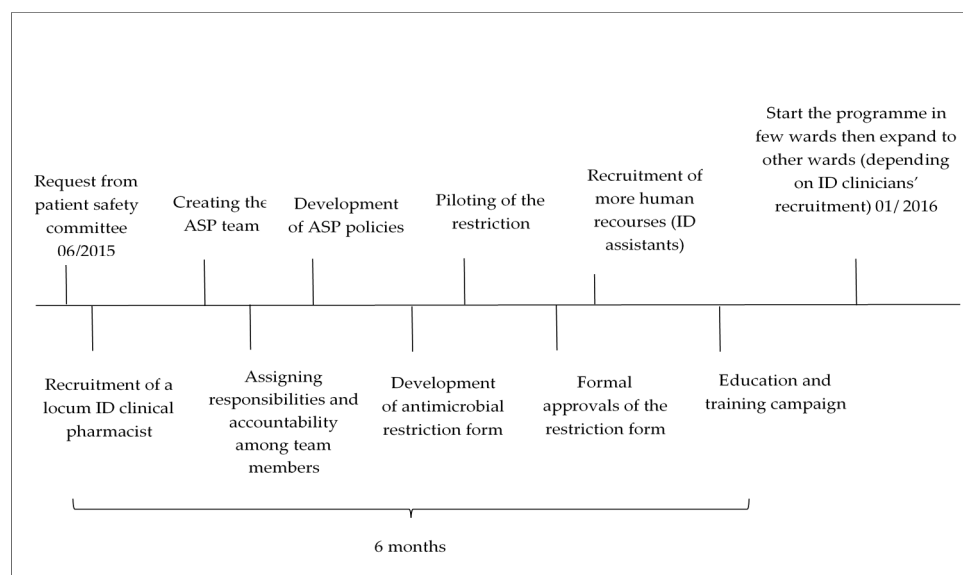 Request from
patient safety
committee
06/2015
Creating the
ASP team
Development
of ASP policies
Piloting of the
restriction
Recruitment of
more human
recourses (ID
assistants)
Start the programme in
few wards then expand to
other wards (depending
on ID clinicians’
recruitment) 01/ 2016
Recruitment of a
locum ID clinical
pharmacist
Assigning
responsibilities and
accountability
among team
members
Development
of antimicrobial
restriction form
Formal
approvals of the
restriction form
Education and
training campaign
6 months